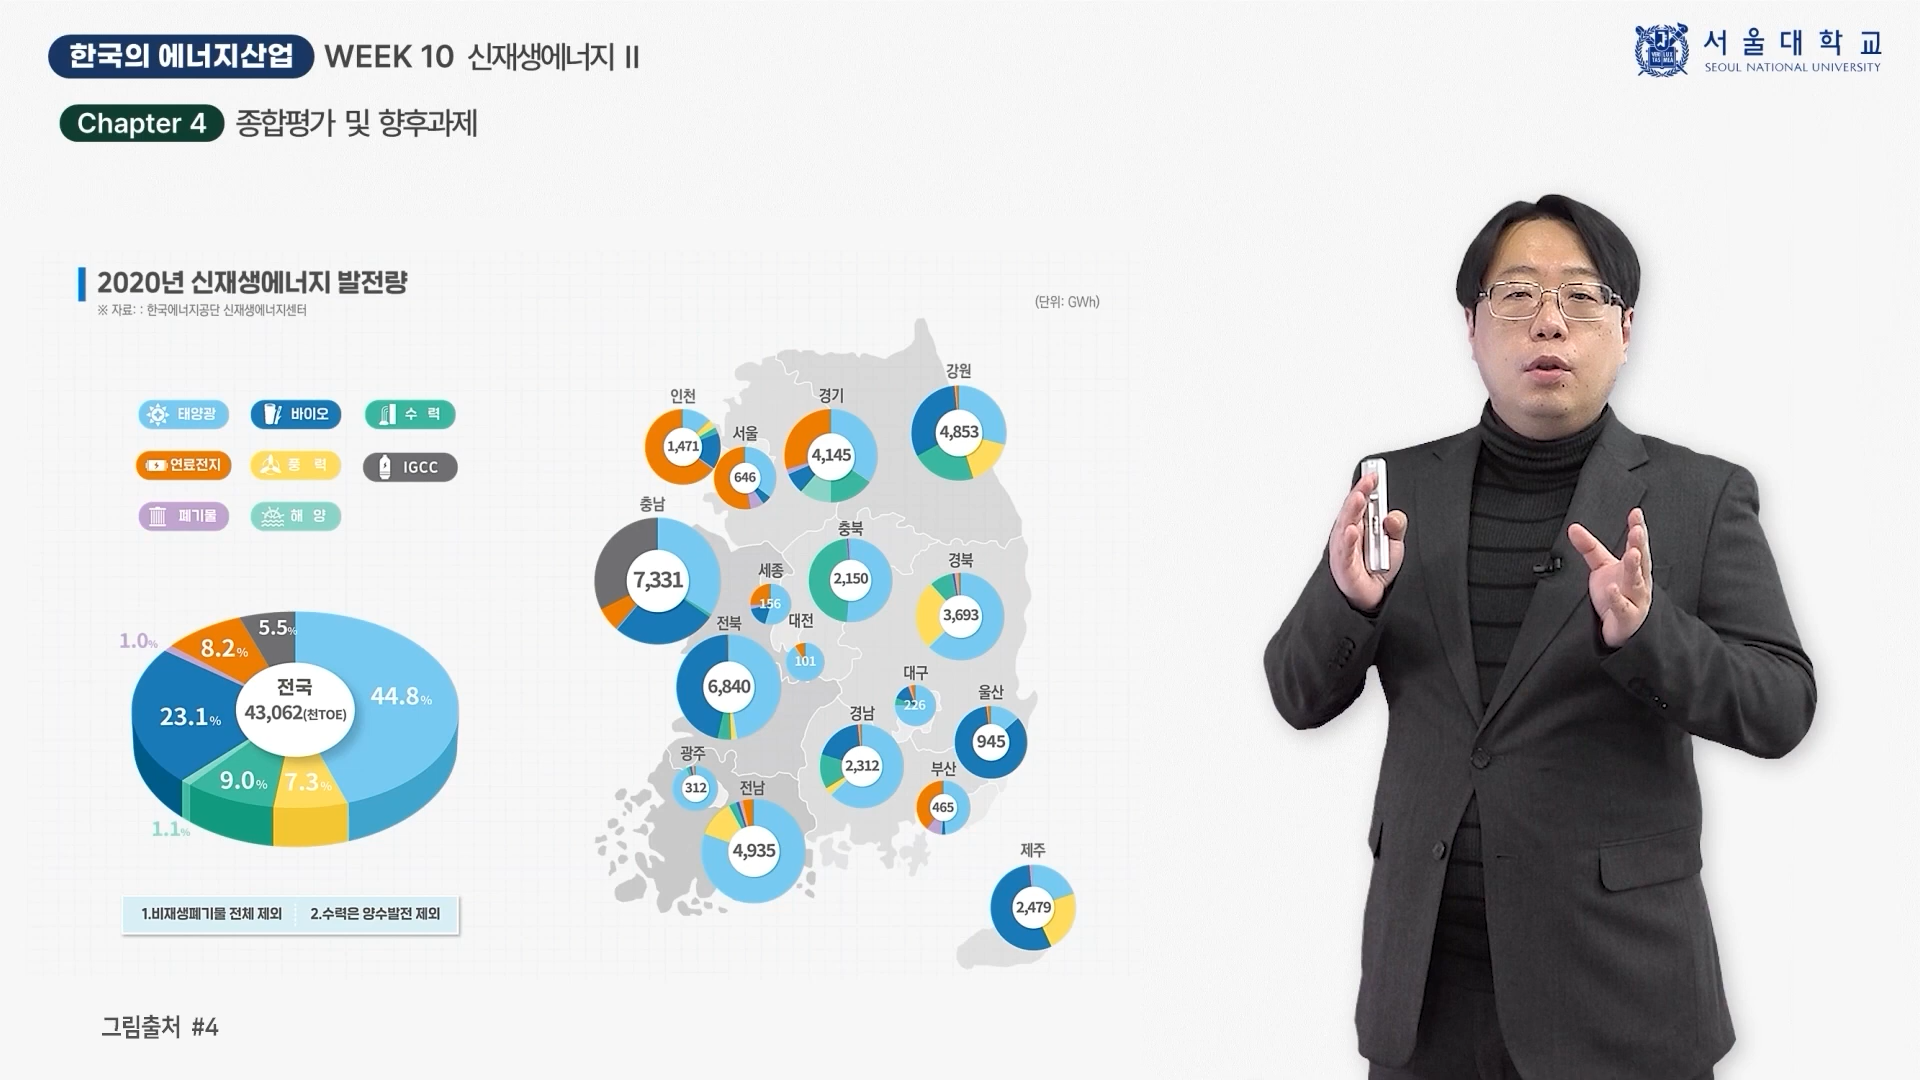 한국의 에너지산업 WEEK 10 신재생에너지 II
서울대학교
SEOUL NATIONAL UNIVERSITY
Chapter 4 종합평가 및 향후과제
2020년 신재생에너지 발전량
※ 자료: : 한국에너지공단 신재생에너지센터
(단위: GWh)
태양광 바이오 수 력
연료전지 풍 력 IGCC
폐기물 해 양
5.5%
1.0%
8.2%
44.8%
전국
43,062(천TOE)
23.1%
9.0%
7.3%
1.1%
1.비재생폐기물 전체 제외 2.수력은 양수발전 제외
강원
4,853
인천
1,471
경기
4,145
서울
646
충남
7,331
충북
2,150
세종
156
경북
3,693
전북
6,840
대전
101
대구
226
울산
945
경남
2,312
광주
312
부산
465
전남
4,935
제주
2,479
그림출처 #4